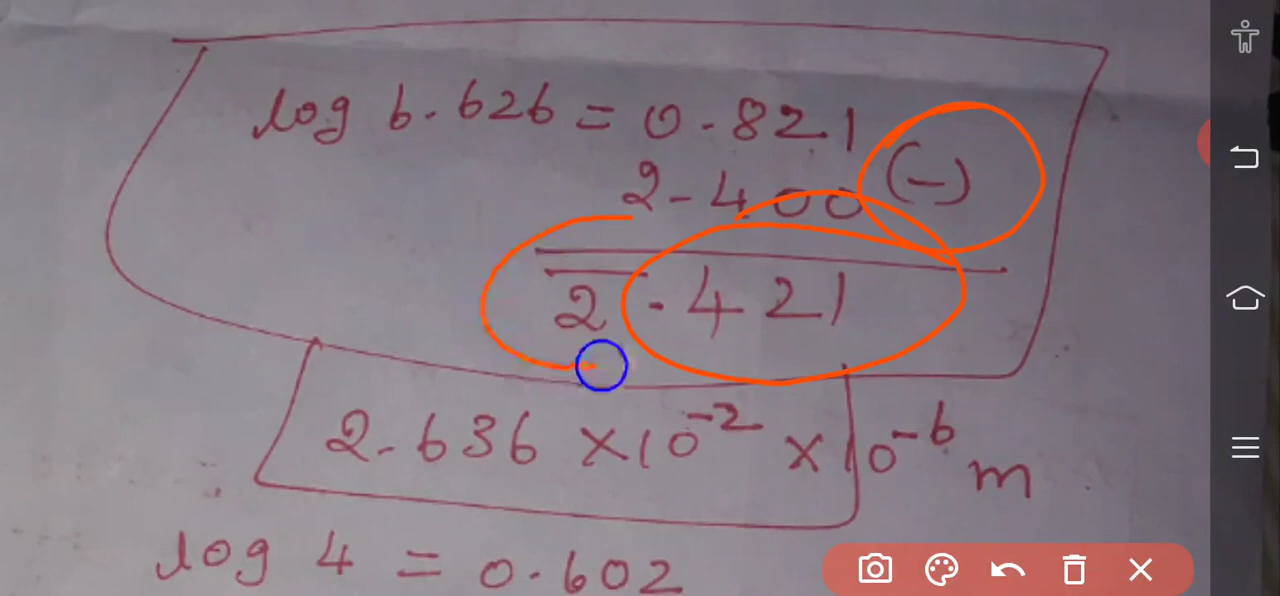 log 6.626 = 0.821
2.400 (-)
2̅.421
2.636 × 10⁻² × 10⁻⁶ m
log 4 = 0.602